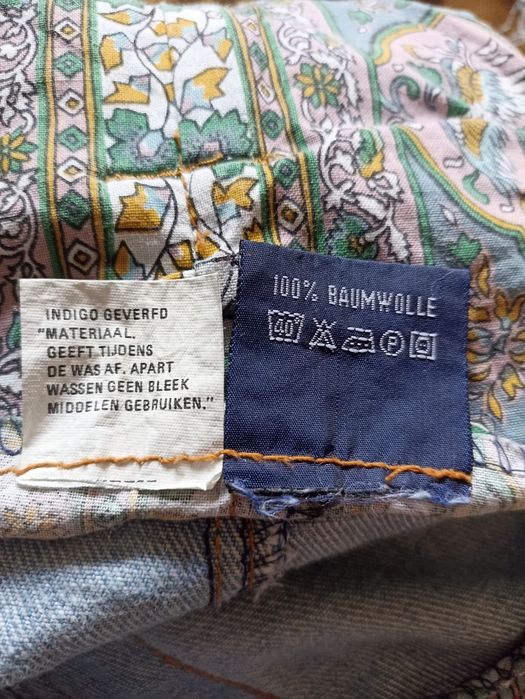 INDIGO GEVERFD
"MATERIAAL.
GEEFT TIJDENS
DE WAS AF. APART
WASSEN GEEN BLEEK
MIDDELEN GEBRUIKEN."
100% BAUMWOLLE
40° P